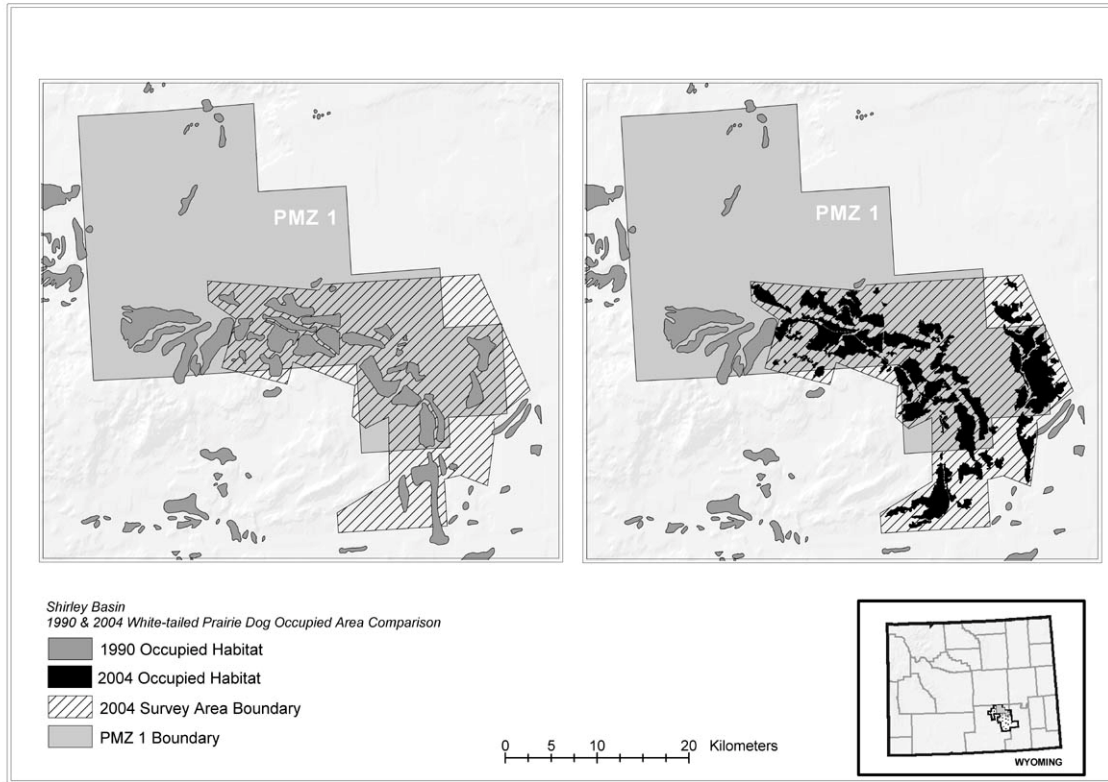 PMZ 1
PMZ 1
Shirley Basin
1990 & 2004 White-tailed Prairie Dog Occupied Area Comparison
1990 Occupied Habitat
2004 Occupied Habitat
2004 Survey Area Boundary
PMZ 1 Boundary
0 5 10 20 Kilometers
WYOMING